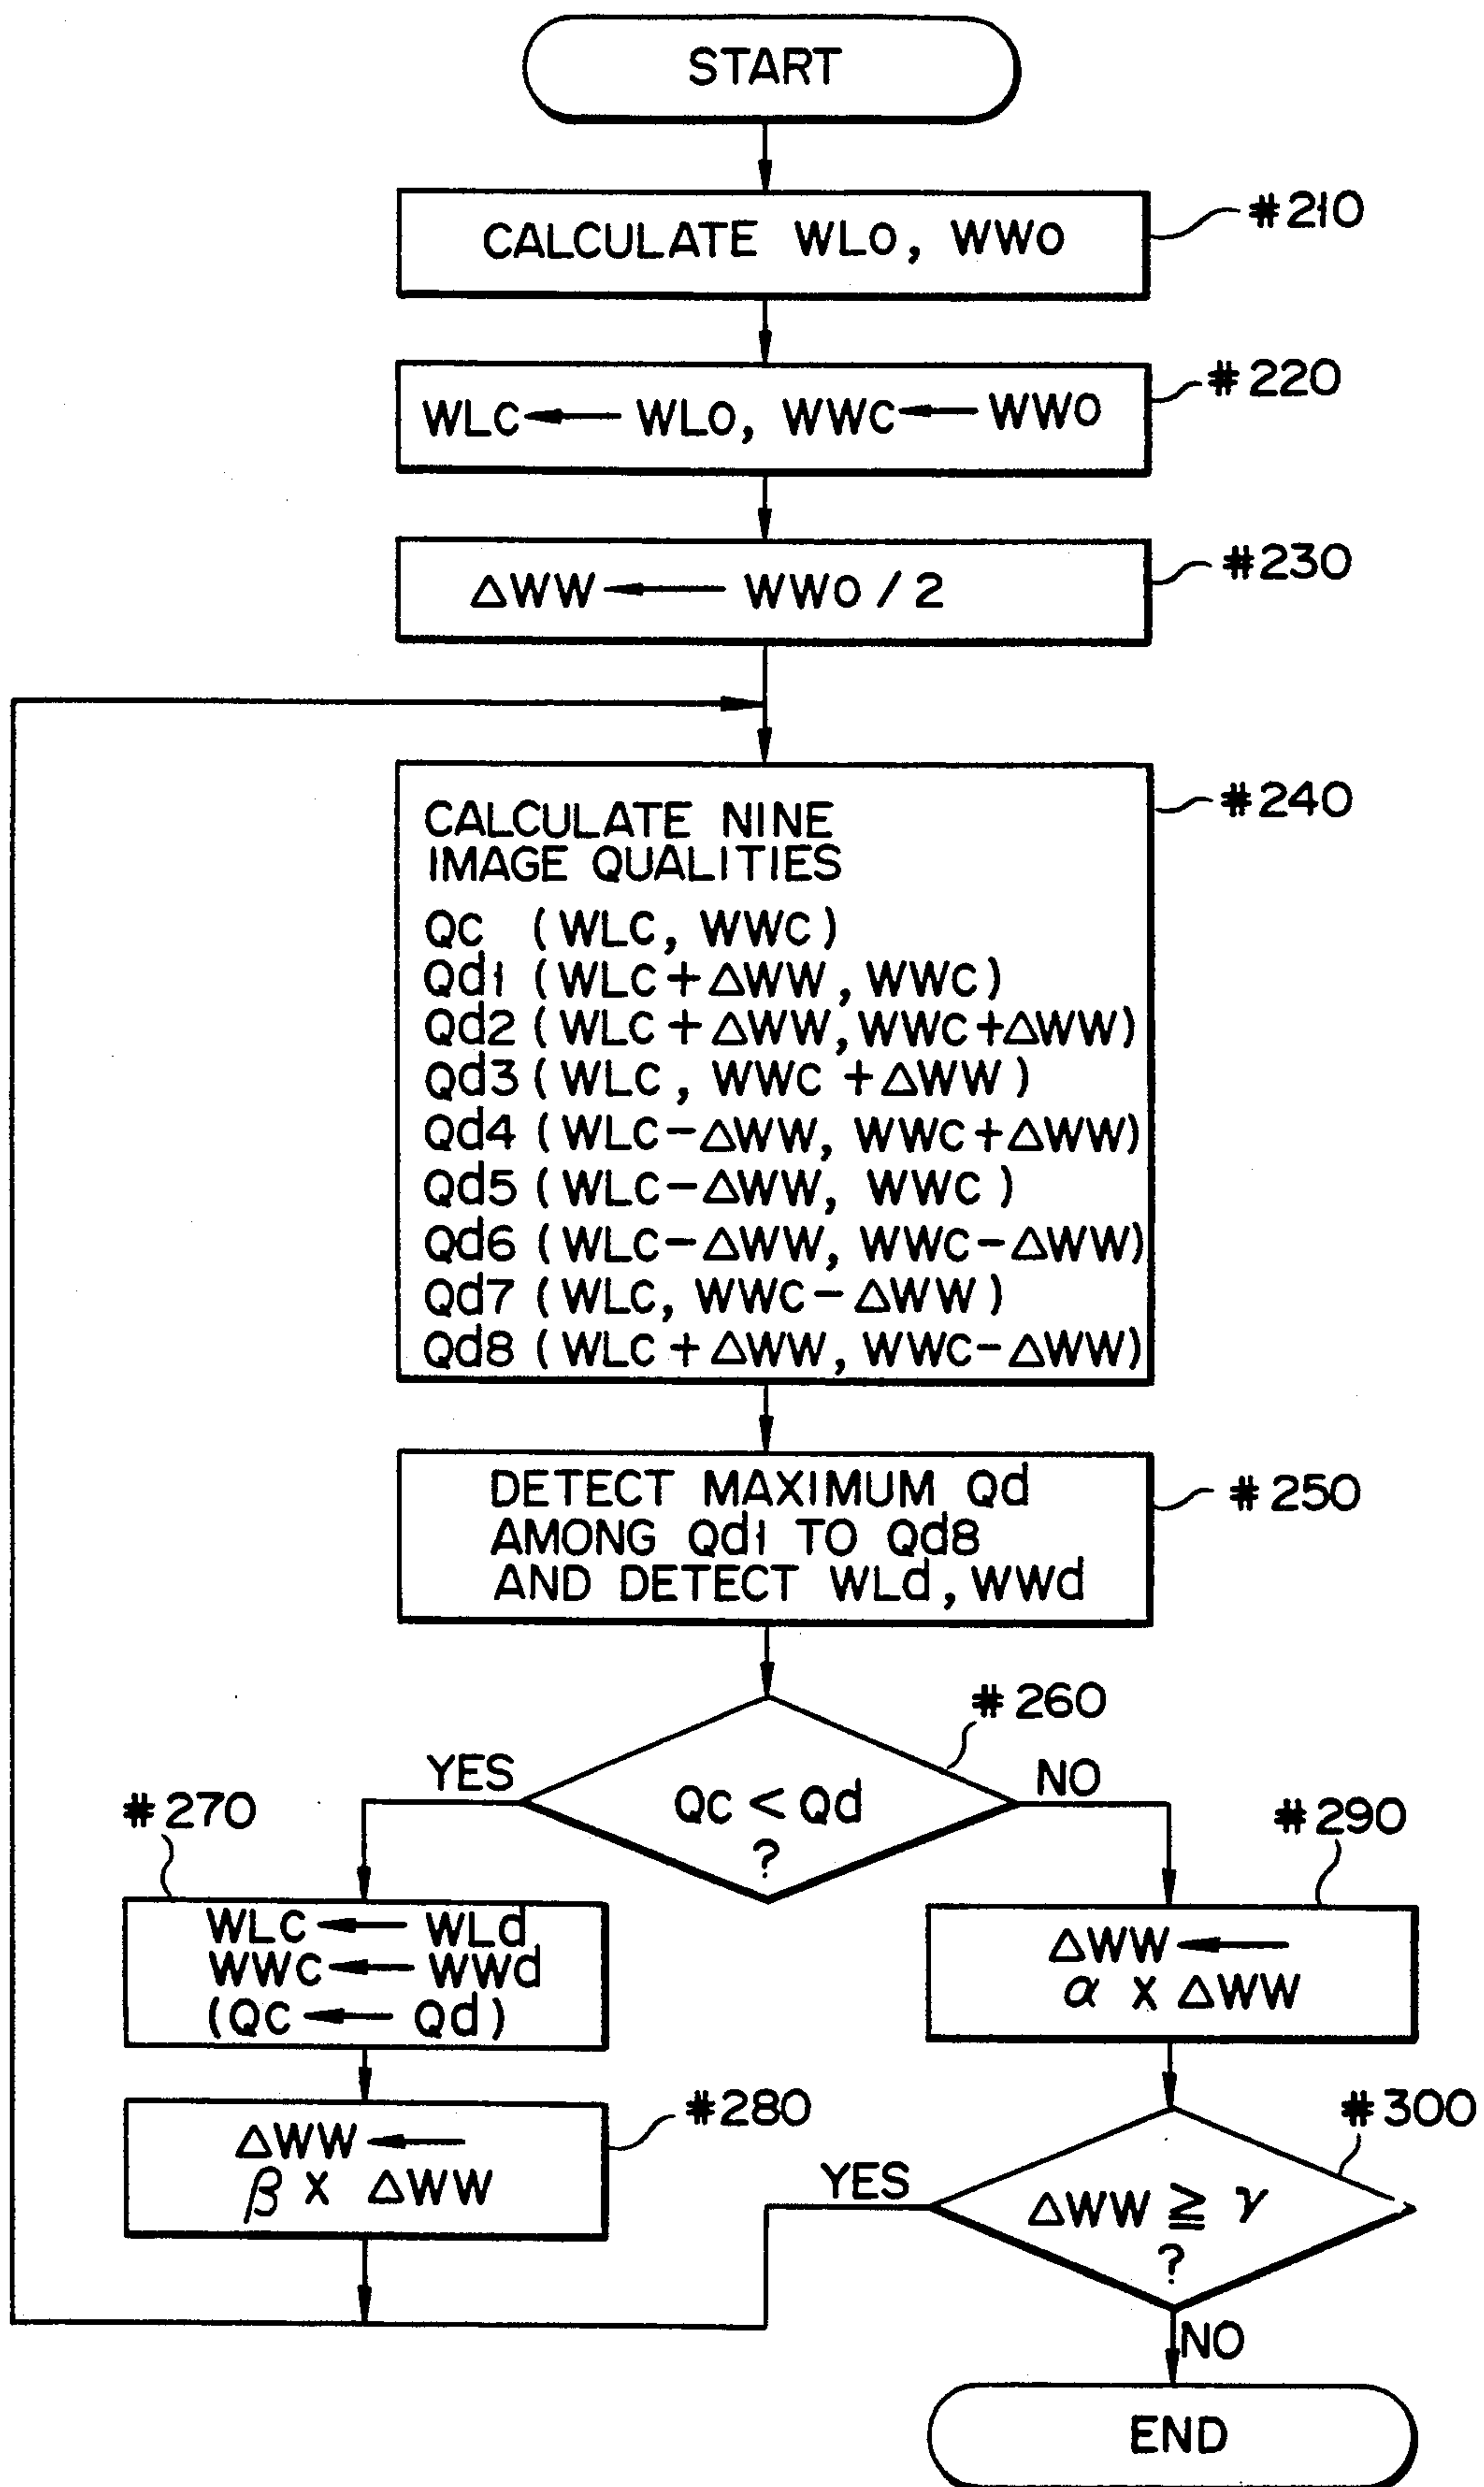 START
CALCULATE WLO, WWO
#210
WLC ← WLO, WWC ← WWO
#220
ΔWW ← WWO / 2
#230
#240
CALCULATE NINE
IMAGE QUALITIES
Qc (WLC, WWC)
Qd1 (WLC+ΔWW, WWC)
Qd2 (WLC+ΔWW, WWC+ΔWW)
Qd3 (WLC, WWC+ΔWW)
Qd4 (WLC-ΔWW, WWC+ΔWW)
Qd5 (WLC-ΔWW, WWC)
Qd6 (WLC-ΔWW, WWC-ΔWW)
Qd7 (WLC, WWC-ΔWW)
Qd8 (WLC+ΔWW, WWC-ΔWW)
DETECT MAXIMUM Qd
AMONG Qd1 TO Qd8
AND DETECT WLd, WWd
#250
#260
YES
NO
Qc < Qd
?
#270
WLC ← WLd
WWC ← WWd
(Qc ← Qd)
#290
ΔWW ←
α X ΔWW
#280
ΔWW ←
β X ΔWW
#300
YES
ΔWW ≧ γ
?
NO
END